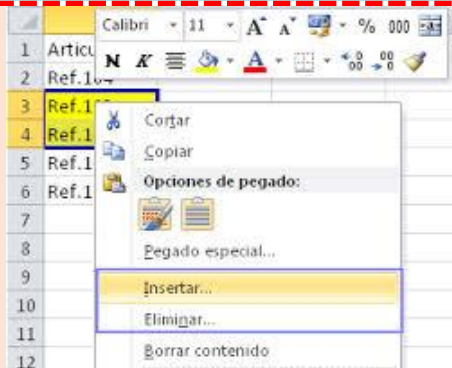 Calibri 11 A A % 000
N K A
1 Articu
2 Ref.104
3 Ref.1
4 Ref.1
5 Ref.1
6 Ref.1
7
8
9
10
11
12
Cortar
Copiar
Opciones de pegado:
Pegado especial...
Insertar...
Eliminar...
Borrar contenido